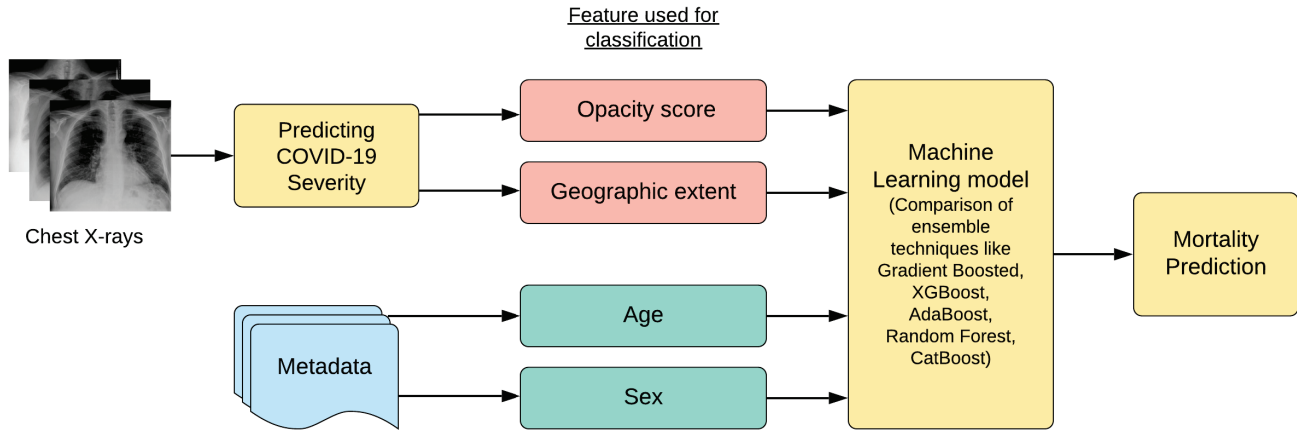 Feature used for
classification
Chest X-rays
Predicting
COVID-19
Severity
Opacity score
Geographic extent
Metadata
Age
Sex
Machine
Learning model
(Comparison of
ensemble
techniques like
Gradient Boosted,
XGBoost,
AdaBoost,
Random Forest,
CatBoost)
Mortality
Prediction